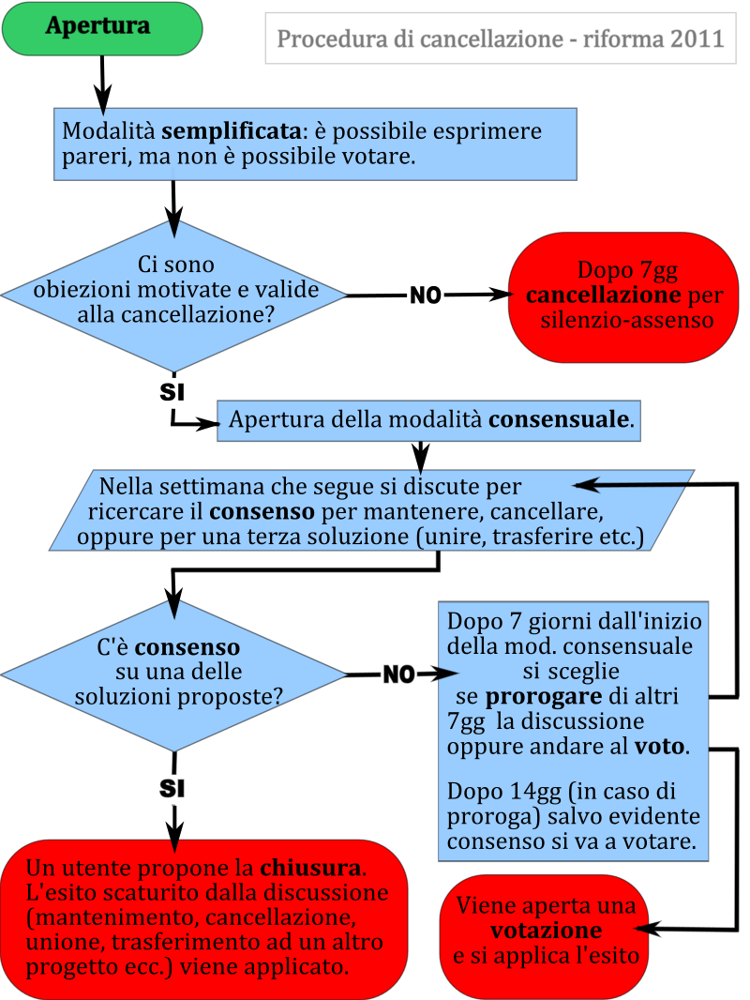 Apertura
Procedura di cancellazione - riforma 2011
Modalità semplificata: è possibile esprimere
pareri, ma non è possibile votare.
Ci sono
obiezioni motivate e valide
alla cancellazione?
NO
Dopo 7gg
cancellazione per
silenzio-assenso
SI
Apertura della modalità consensuale.
Nella settimana che segue si discute per
ricercare il consenso per mantenere, cancellare,
oppure per una terza soluzione (unire, trasferire etc.)
C'è consenso
su una delle
soluzioni proposte?
NO
Dopo 7 giorni dall'inizio
della mod. consensuale
si sceglie
se prorogare di altri
7gg la discussione
oppure andare al voto.
Dopo 14gg (in caso di
proroga) salvo evidente
consenso si va a votare.
SI
Un utente propone la chiusura.
L'esito scaturito dalla discussione
(mantenimento, cancellazione,
unione, trasferimento ad un altro
progetto ecc.) viene applicato.
Viene aperta una
votazione
e si applica l'esito